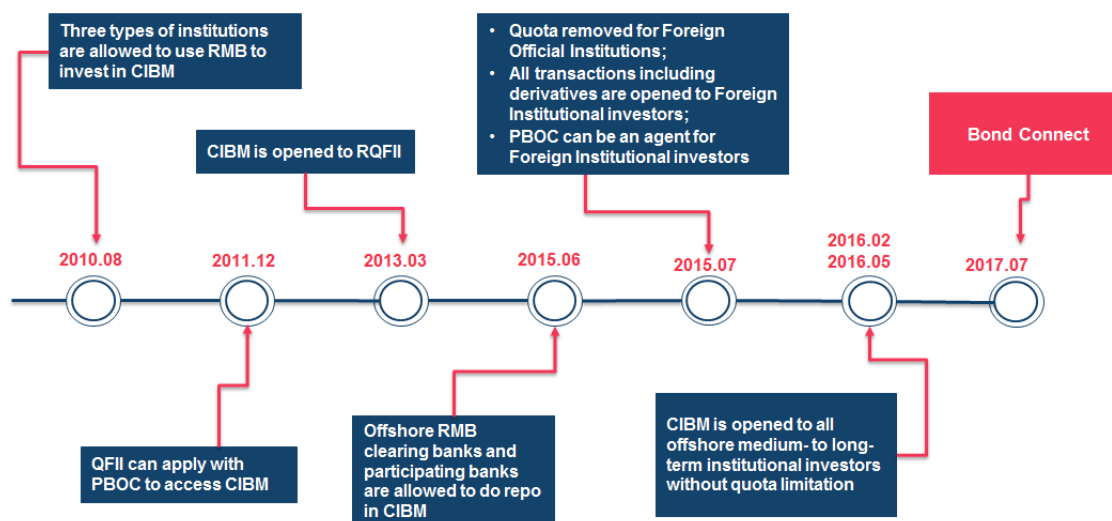 Three types of institutions
are allowed to use RMB to
invest in CIBM
CIBM is opened to RQFII
• Quota removed for Foreign
Official Institutions;
• All transactions including
derivatives are opened to Foreign
Institutional investors;
• PBOC can be an agent for
Foreign Institutional investors
Bond Connect
2010.08
2011.12
2013.03
2015.06
2015.07
2016.02
2016.05
2017.07
QFII can apply with
PBOC to access CIBM
Offshore RMB
clearing banks and
participating banks
are allowed to do repo
in CIBM
CIBM is opened to all
offshore medium- to long-
term institutional investors
without quota limitation